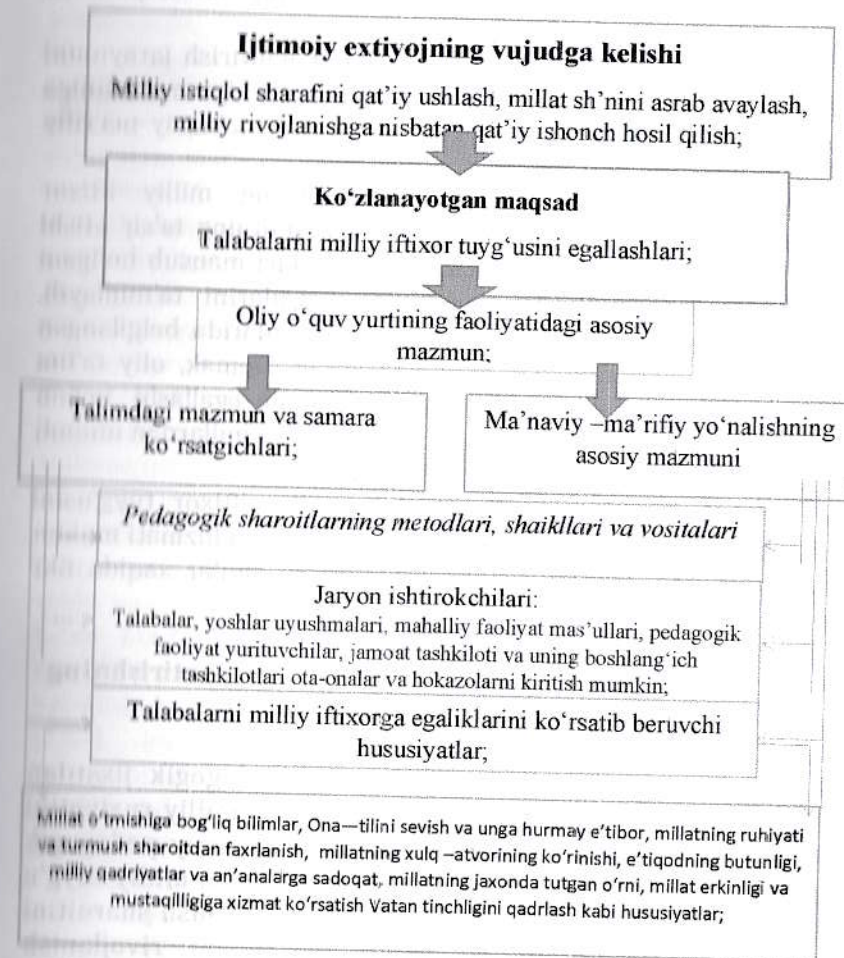 Ijtimoiy extiyojning vujudga kelishi
Milliy istiqlol sharafini qat'iy ushlash, millat sh'nini asrab avaylash,
milliy rivojlanishga nisbatan qat'iy ishonch hosil qilish;
Ko'zlanayotgan maqsad
Talabalarni milliy iftixor tuyg'usini egallashlari;
Oliy o'quv yurtining faoliyatidagi asosiy
mazmun;
Talimdagi mazmun va samara
ko'rsatgichlari;
Ma'naviy –ma'rifiy yo'nalishning
asosiy mazmuni
Pedagogik sharoitlarning metodlari, shaikllari va vositalari
Jaryon ishtirokchilari:
Talabalar, yoshlar uyushmalari, mahalliy faoliyat mas'ullari, pedagogik
faoliyat yurituvchilar, jamoat tashkiloti va uning boshlang'ich
tashkilotlari ota-onalar va hokazolarni kiritish mumkin;
Talabalarni milliy iftixorga egaliklarini ko'rsatib beruvchi
hususiyatlar;
Millat o'tmishiga bog'liq bilimlar, Ona—tilini sevish va unga hurmay e'tibor, millatning ruhiyati
va turmush sharoitdan faxrlanish, millatning xulq –atvorining ko'rinishi, e'tiqodning butunligi,
milliy qadriyatlar va an'analarga sadoqat, millatning jaxonda tutgan o'rni, millat erkinligi va
mustaqilligiga xizmat ko'rsatish Vatan tinchligini qadrlash kabi hususiyatlar;